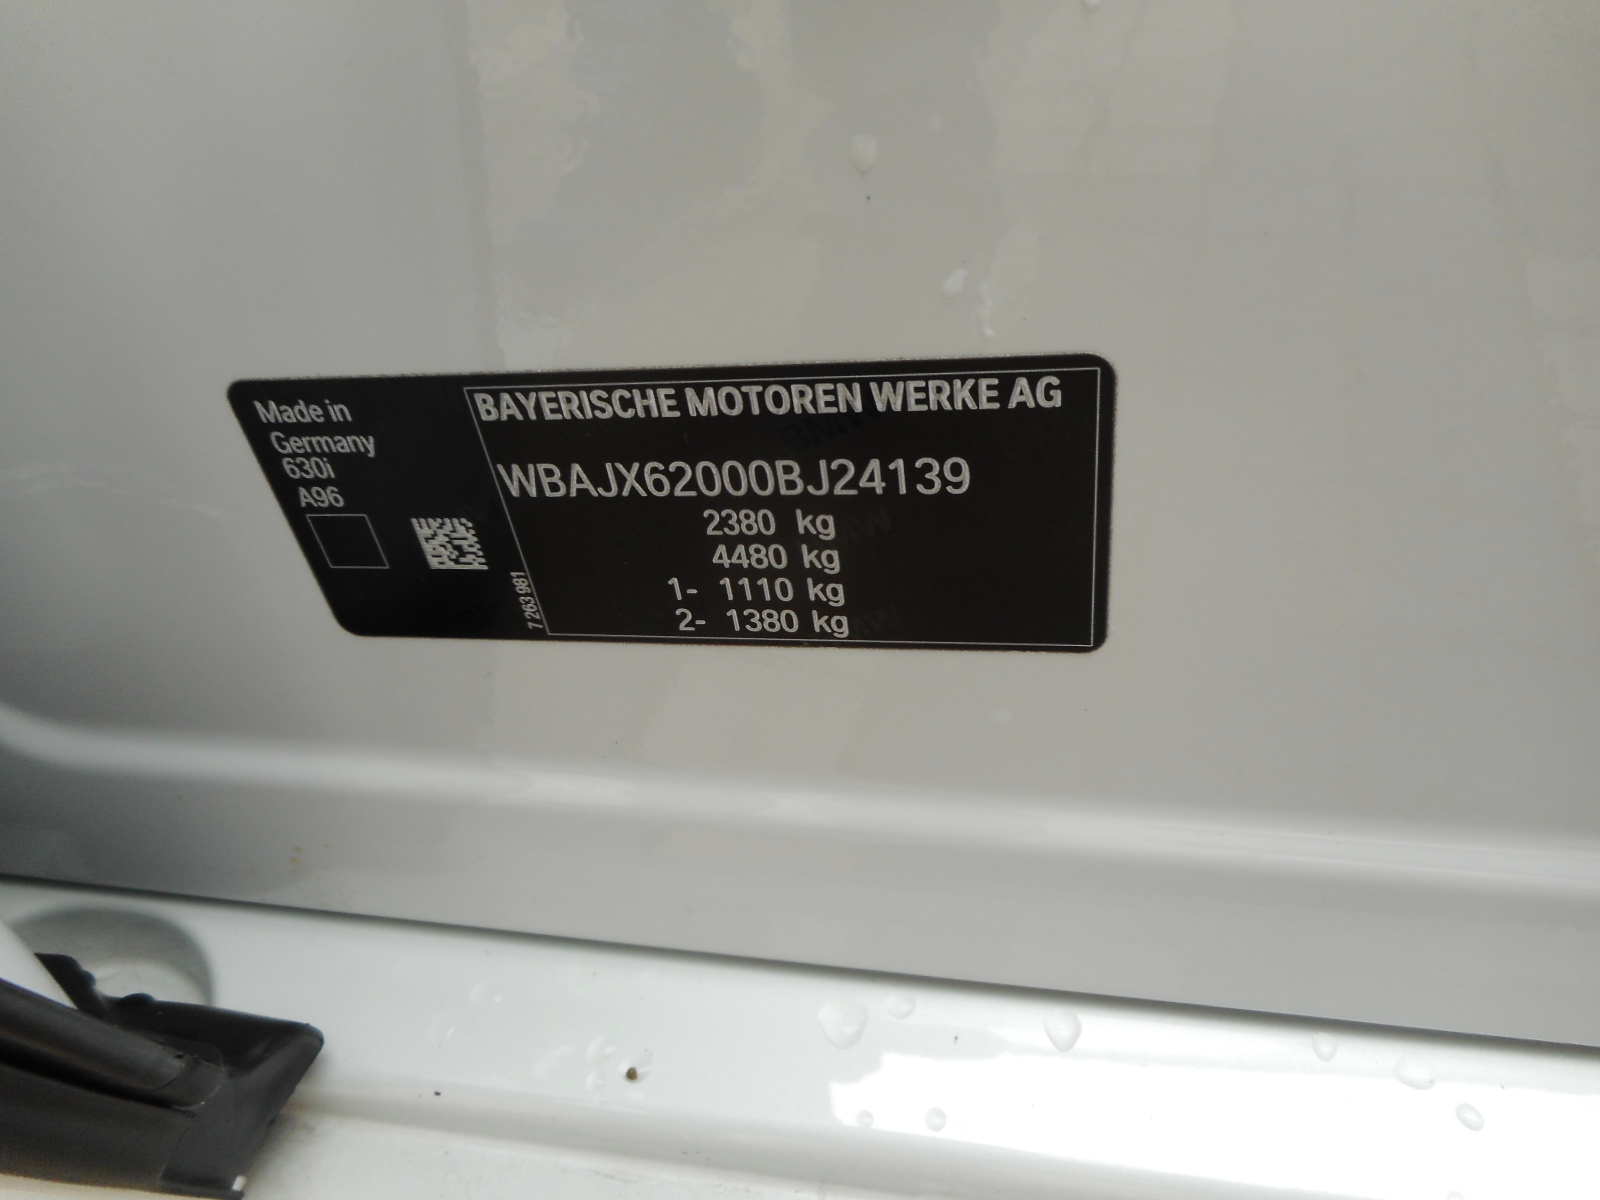 Made in
Germany
630i
A96
BAYERISCHE MOTOREN WERKE AG
WBAJX62000BJ24139
2380 kg
4480 kg
1- 1110 kg
2- 1380 kg
7 263 981